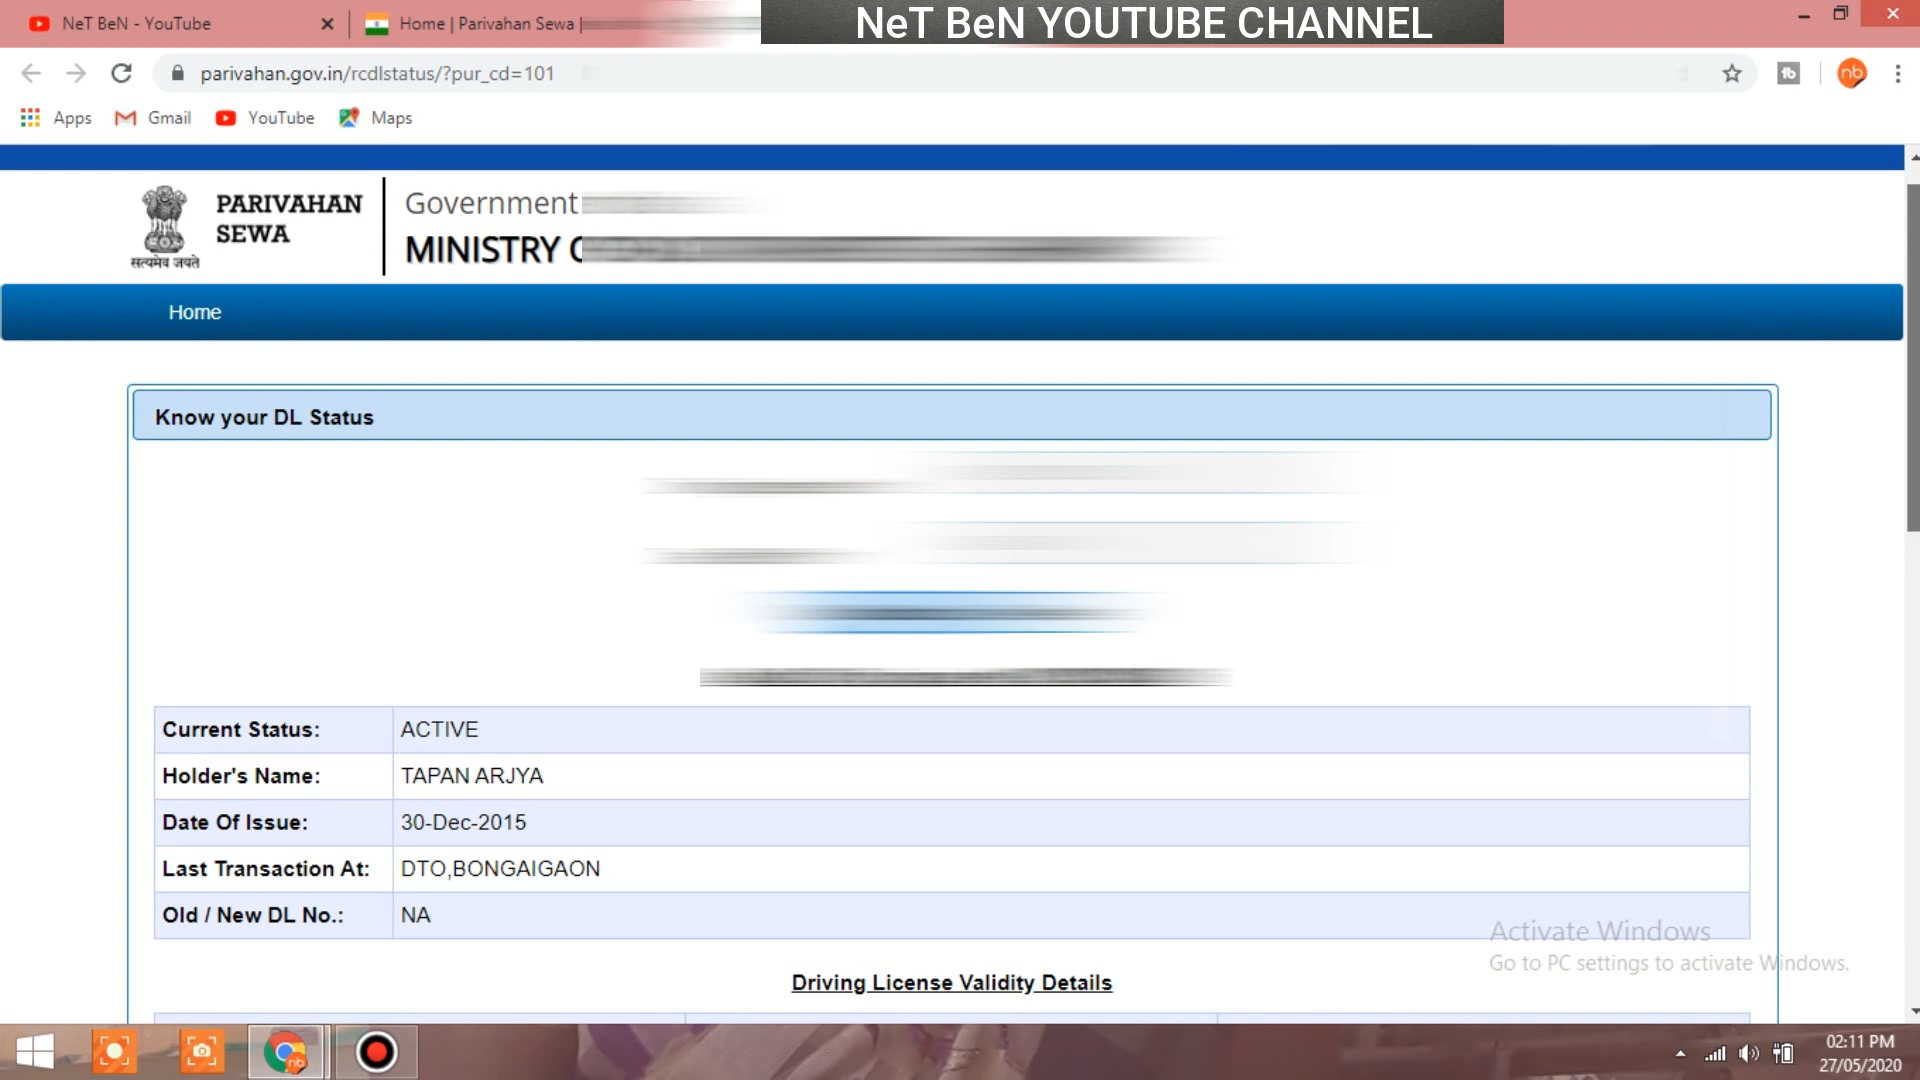 NeT BeN - YouTube
Home | Parivahan Sewa |
NeT BeN YOUTUBE CHANNEL
parivahan.gov.in/rcdlstatus/?pur_cd=101
nb
Apps Gmail YouTube Maps
PARIVAHAN
SEWA
सत्यमेव जयते
Government
MINISTRY
Home
Know your DL Status
Current Status: ACTIVE
Holder's Name: TAPAN ARJYA
Date Of Issue: 30-Dec-2015
Last Transaction At: DTO,BONGAIGAON
Old / New DL No.: NA
Activate Windows
Go to PC settings to activate Windows.
Driving License Validity Details
nb
02:11 PM
27/05/2020